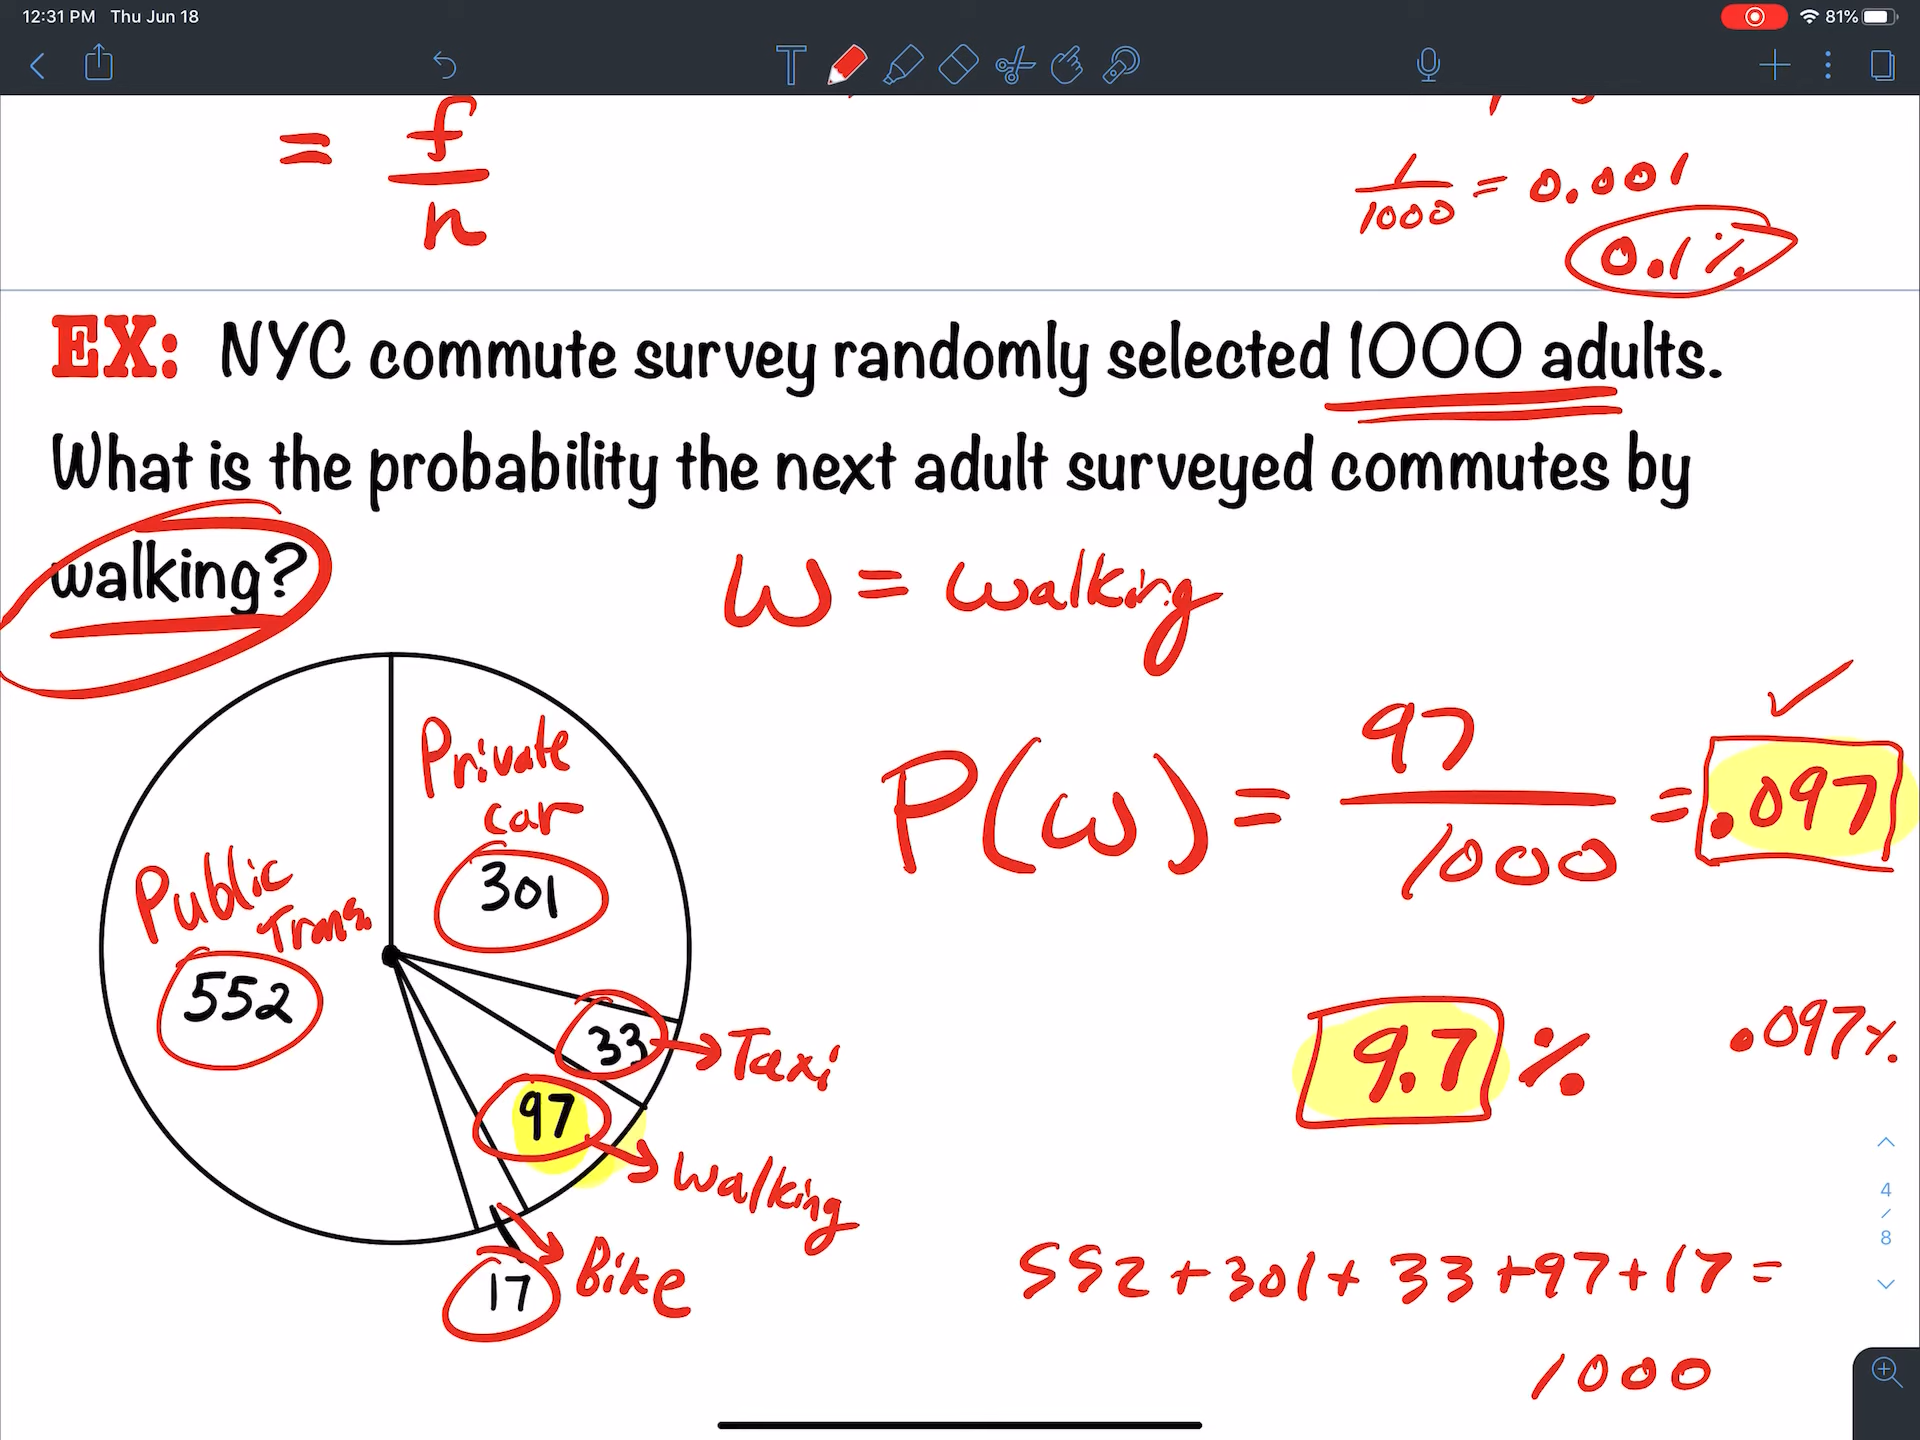 12:31 PM Thu Jun 18
81%
= f/n
1/1000 = 0.001
0.1%
EX: NYC commute survey randomly selected 1000 adults.
What is the probability the next adult surveyed commutes by
walking?
W = walking
Private
car
301
Public
Trans.
552
33 → Taxi
97 → walking
17 Bike
P(W) = 97/1000 = .097
9.7 %
.097%
552 + 301 + 33 + 97 + 17 =
1000
4
/
8